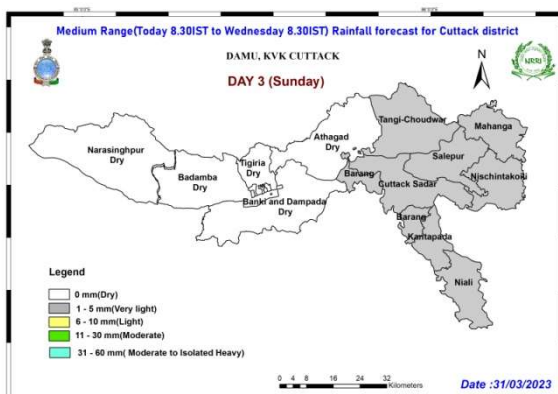 Medium Range(Today 8.30IST to Wednesday 8.30IST) Rainfall forecast for Cuttack district
DAMU, KVK CUTTACK
DAY 3 (Sunday)
N
NRRI
Tangi-Choudwar
Mahanga
Athagad
Dry
Narasinghpur
Dry
Badamba
Dry
Tigiria
Dry
Salepur
Barang
Cuttack Sadar
Nischintakoili
Banki and Dampada
Dry
Barang
Kantapada
Niali
Legend
0 mm(Dry)
1 - 5 mm(Very light)
6 - 10 mm(Light)
11 - 30 mm(Moderate)
31 - 60 mm( Moderate to Isolated Heavy)
0 4 8 16 24 32
Kilometers
Date :31/03/2023